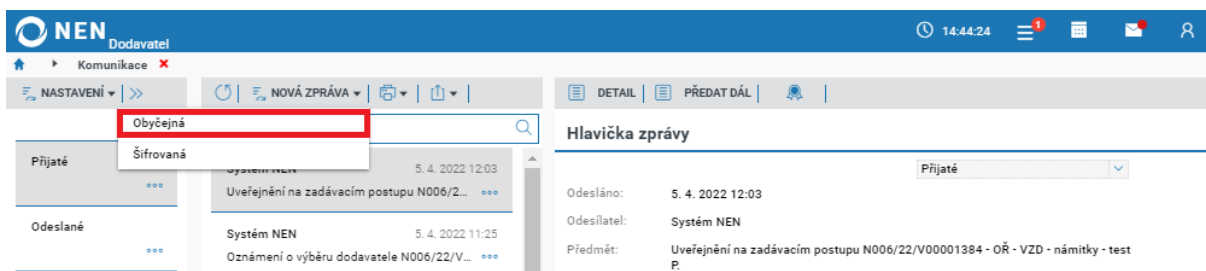 NEN Dodavatel
14:44:24
1
Komunikace
NASTAVENÍ
NOVÁ ZPRÁVA
DETAIL
PŘEDAT DÁL
Obyčejná
Šifrovaná
Hlavička zprávy
Přijaté
Odeslané
Systém NEN 5. 4. 2022 12:03
Uveřejnění na zadávacím postupu N006/2...
Systém NEN 5. 4. 2022 11:25
Oznámení o výběru dodavatele N006/22/V...
Přijaté
Odesláno: 5. 4. 2022 12:03
Odesílatel: Systém NEN
Předmět: Uveřejnění na zadávacím postupu N006/22/V00001384 - OŘ - VZD - námitky - test
P.